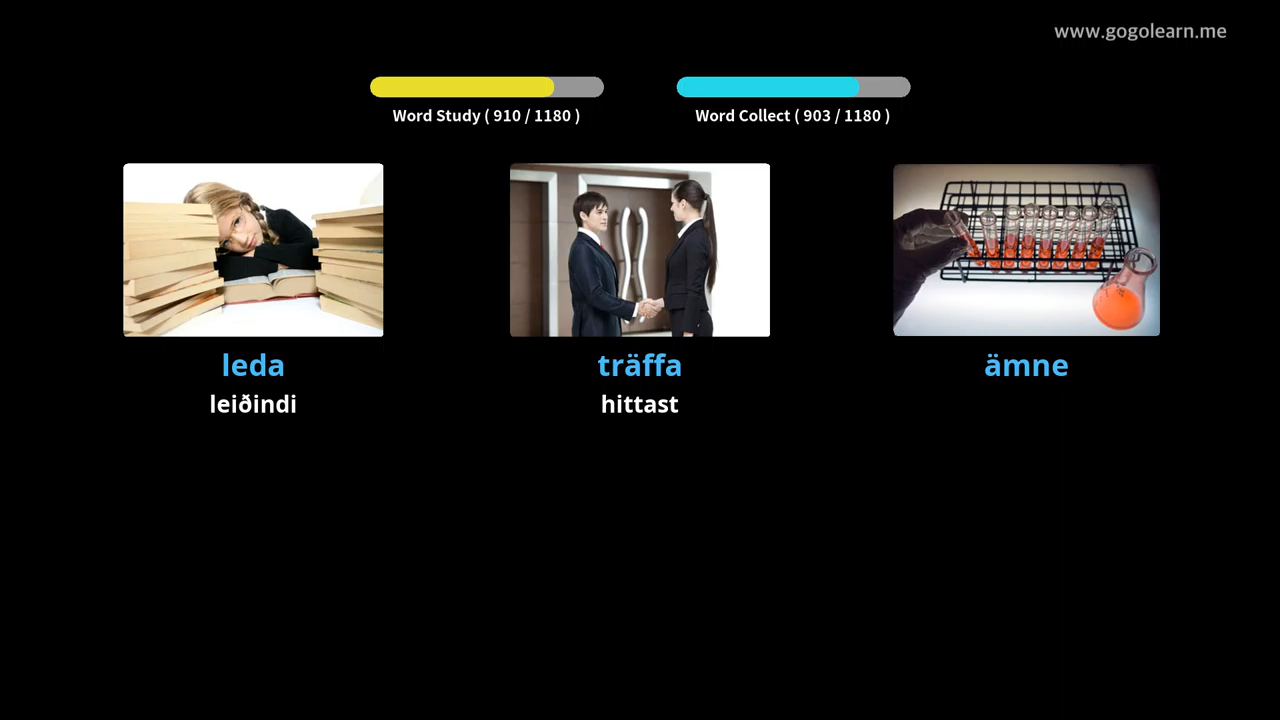 www.gogolearn.me
Word Study ( 910 / 1180 )
Word Collect ( 903 / 1180 )
leda
träffa
ämne
leiðindi
hittast